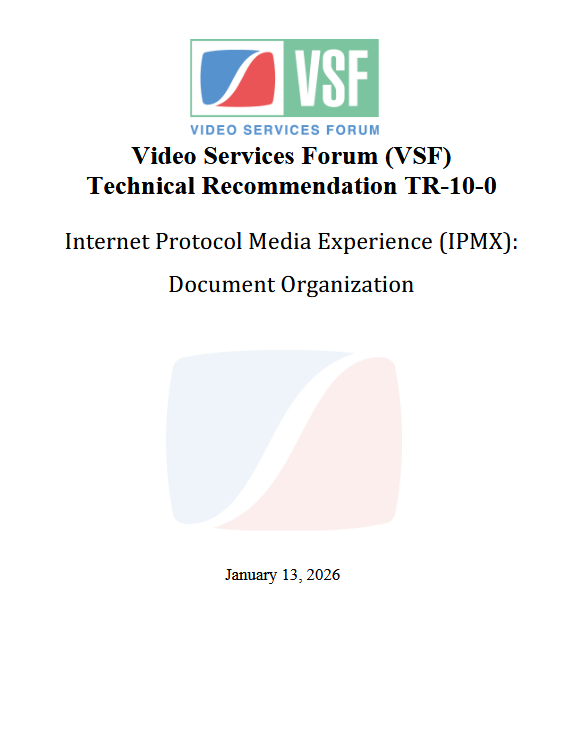 VSF
VIDEO SERVICES FORUM
Video Services Forum (VSF)
Technical Recommendation TR-10-0
Internet Protocol Media Experience (IPMX):
Document Organization
January 13, 2026